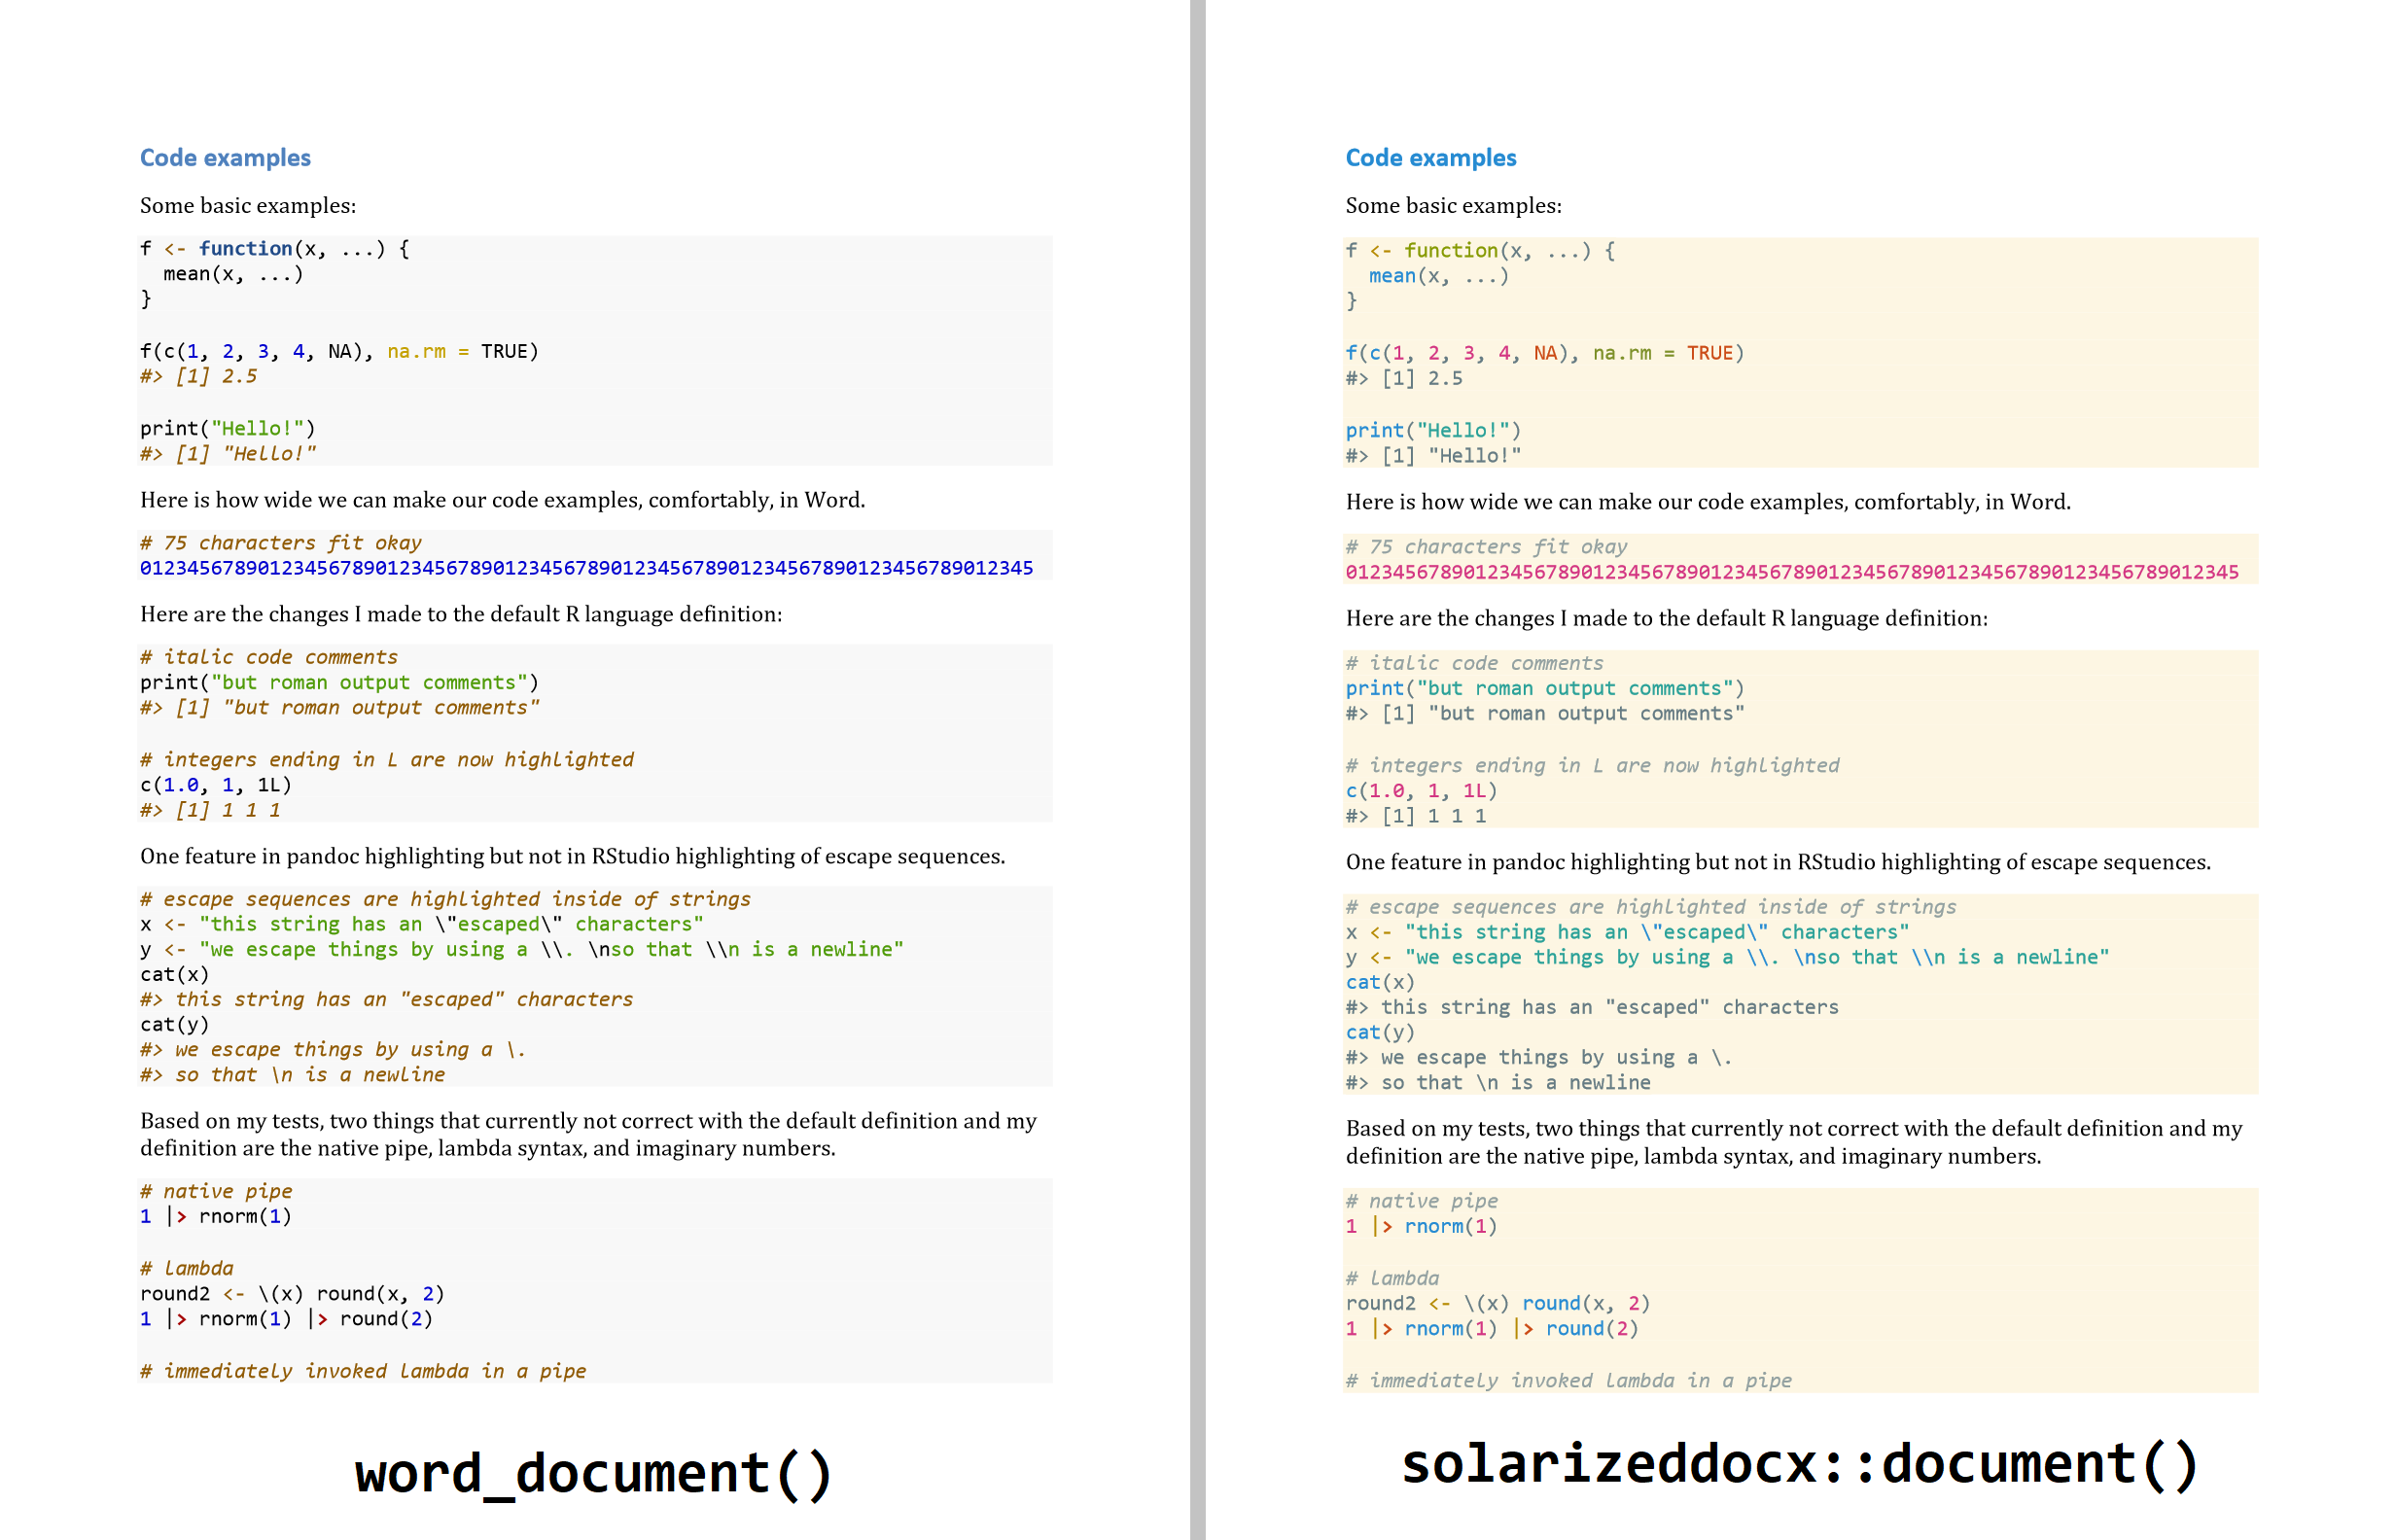 Code examples
Some basic examples:
f <- function(x, ...) {
  mean(x, ...)
}
f(c(1, 2, 3, 4, NA), na.rm = TRUE)
#> [1] 2.5
print("Hello!")
#> [1] "Hello!"
Here is how wide we can make our code examples, comfortably, in Word.
# 75 characters fit okay
0123456789012345678901234567890123456789012345678901234567890123456789012345
Here are the changes I made to the default R language definition:
# italic code comments
print("but roman output comments")
#> [1] "but roman output comments"
# integers ending in L are now highlighted
c(1.0, 1, 1L)
#> [1] 1 1 1
One feature in pandoc highlighting but not in RStudio highlighting of escape sequences.
# escape sequences are highlighted inside of strings
x <- "this string has an \"escaped\" characters"
y <- "we escape things by using a \\. \nso that \\n is a newline"
cat(x)
#> this string has an "escaped" characters
cat(y)
#> we escape things by using a \.
#> so that \n is a newline
Based on my tests, two things that currently not correct with the default definition and my
definition are the native pipe, lambda syntax, and imaginary numbers.
# native pipe
1 |> rnorm(1)
# lambda
round2 <- \(x) round(x, 2)
1 |> rnorm(1) |> round(2)
# immediately invoked lambda in a pipe
word_document()
Code examples
Some basic examples:
f <- function(x, ...) {
  mean(x, ...)
}
f(c(1, 2, 3, 4, NA), na.rm = TRUE)
#> [1] 2.5
print("Hello!")
#> [1] "Hello!"
Here is how wide we can make our code examples, comfortably, in Word.
# 75 characters fit okay
0123456789012345678901234567890123456789012345678901234567890123456789012345
Here are the changes I made to the default R language definition:
# italic code comments
print("but roman output comments")
#> [1] "but roman output comments"
# integers ending in L are now highlighted
c(1.0, 1, 1L)
#> [1] 1 1 1
One feature in pandoc highlighting but not in RStudio highlighting of escape sequences.
# escape sequences are highlighted inside of strings
x <- "this string has an \"escaped\" characters"
y <- "we escape things by using a \\. \nso that \\n is a newline"
cat(x)
#> this string has an "escaped" characters
cat(y)
#> we escape things by using a \.
#> so that \n is a newline
Based on my tests, two things that currently not correct with the default definition and my
definition are the native pipe, lambda syntax, and imaginary numbers.
# native pipe
1 |> rnorm(1)
# lambda
round2 <- \(x) round(x, 2)
1 |> rnorm(1) |> round(2)
# immediately invoked lambda in a pipe
solarizeddocx::document()